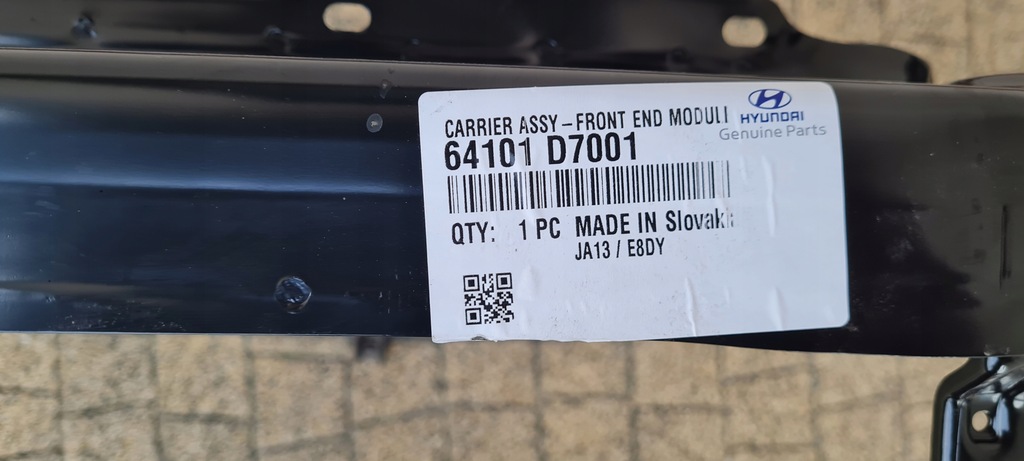 CARRIER ASSY-FRONT END MODULI
HYUNDAI
Genuine Parts
64101 D7001
QTY: 1 PC MADE IN Slovaki
JA13 / E8DY